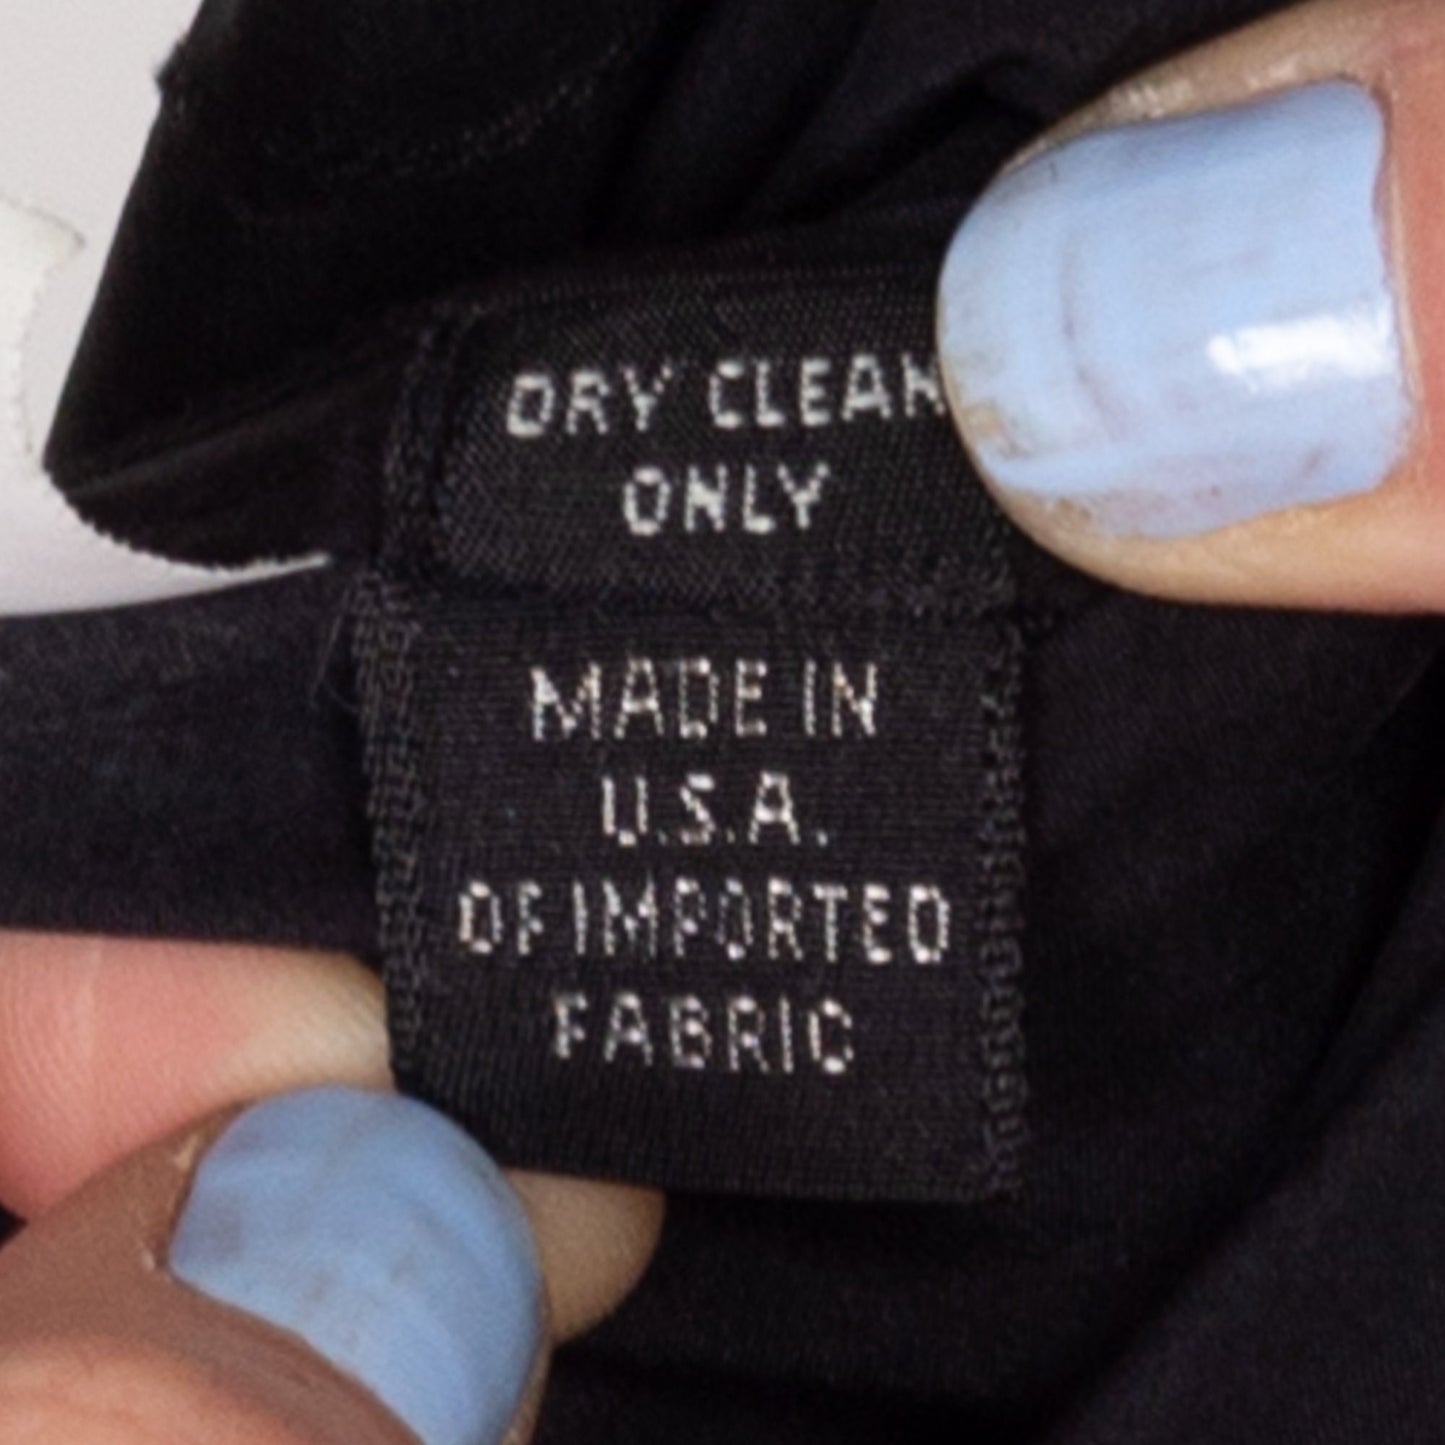 DRY CLEAN
ONLY
MADE IN
U.S.A.
OF IMPORTED
FABRIC